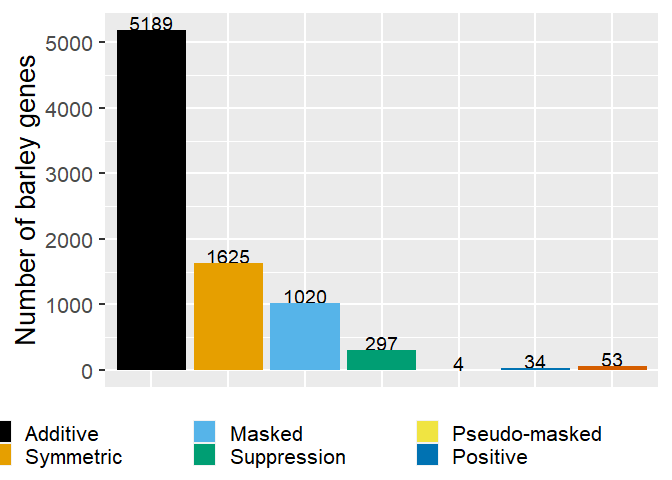 Number of barley genes
5000
4000
3000
2000
1000
0
5189
1625
1020
297
4
34
53
Additive
Masked
Pseudo-masked
Symmetric
Suppression
Positive